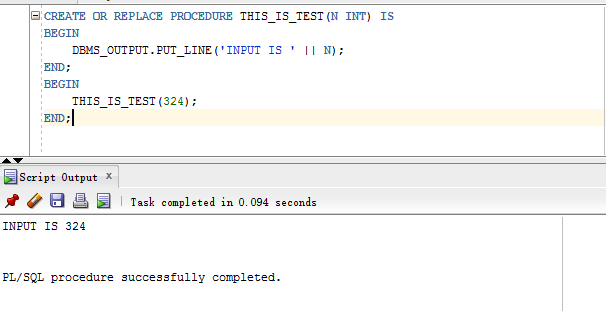 CREATE OR REPLACE PROCEDURE THIS_IS_TEST(N INT) IS
BEGIN
    DBMS_OUTPUT.PUT_LINE('INPUT IS ' || N);
END;
BEGIN
    THIS_IS_TEST(324);
END;
Script Output x
Task completed in 0.094 seconds
INPUT IS 324
PL/SQL procedure successfully completed.